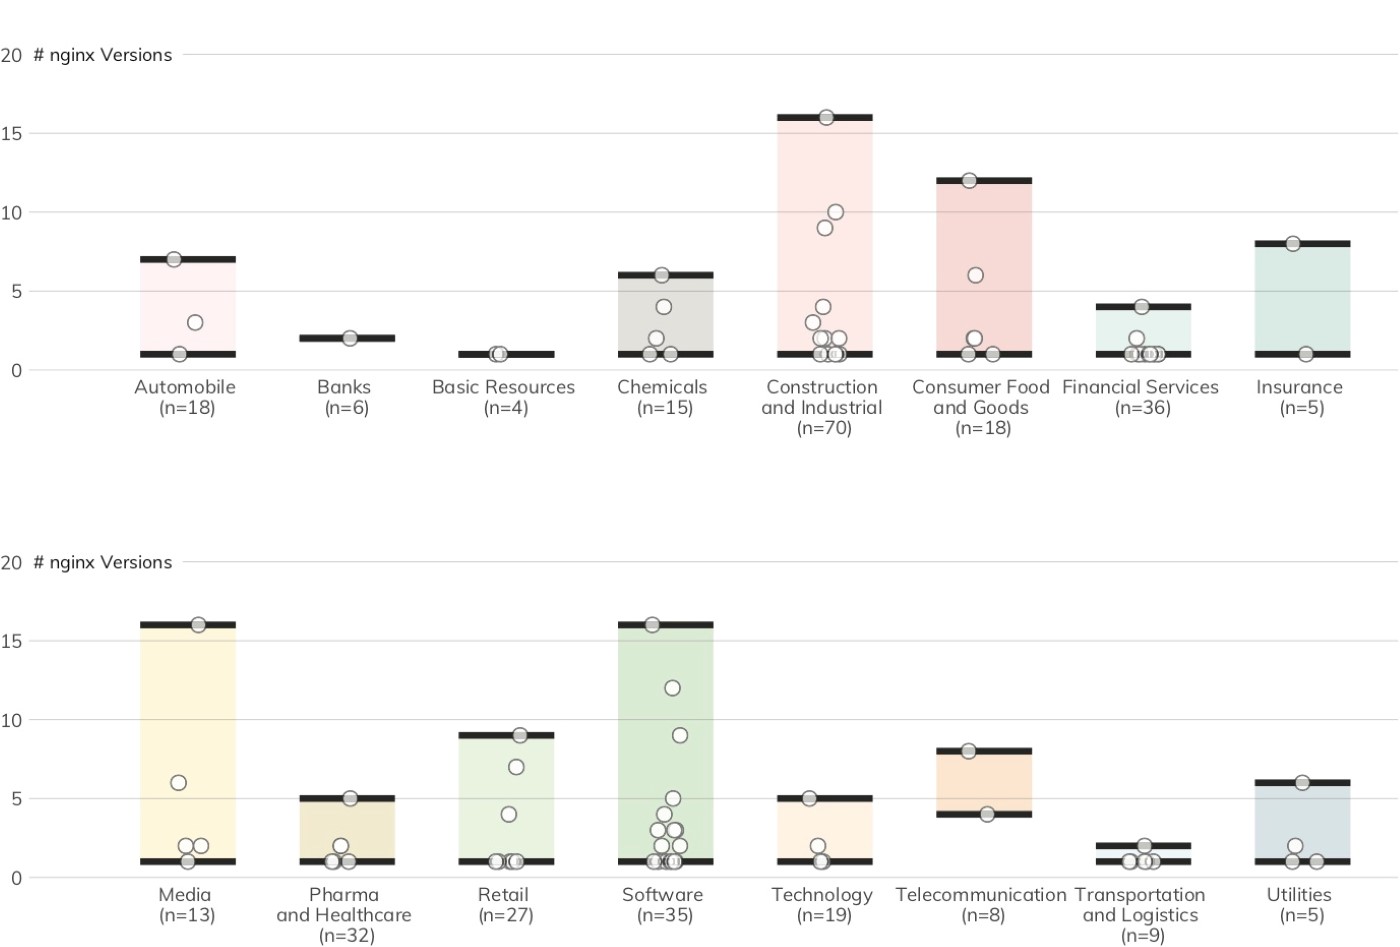 20 # nginx Versions
15
10
5
0
Automobile
(n=18)
Banks
(n=6)
Basic Resources
(n=4)
Chemicals
(n=15)
Construction
and Industrial
(n=70)
Consumer Food
and Goods
(n=18)
Financial Services
(n=36)
Insurance
(n=5)
20 # nginx Versions
15
10
5
0
Media
(n=13)
Pharma
and Healthcare
(n=32)
Retail
(n=27)
Software
(n=35)
Technology
(n=19)
Telecommunication
(n=8)
Transportation
and Logistics
(n=9)
Utilities
(n=5)